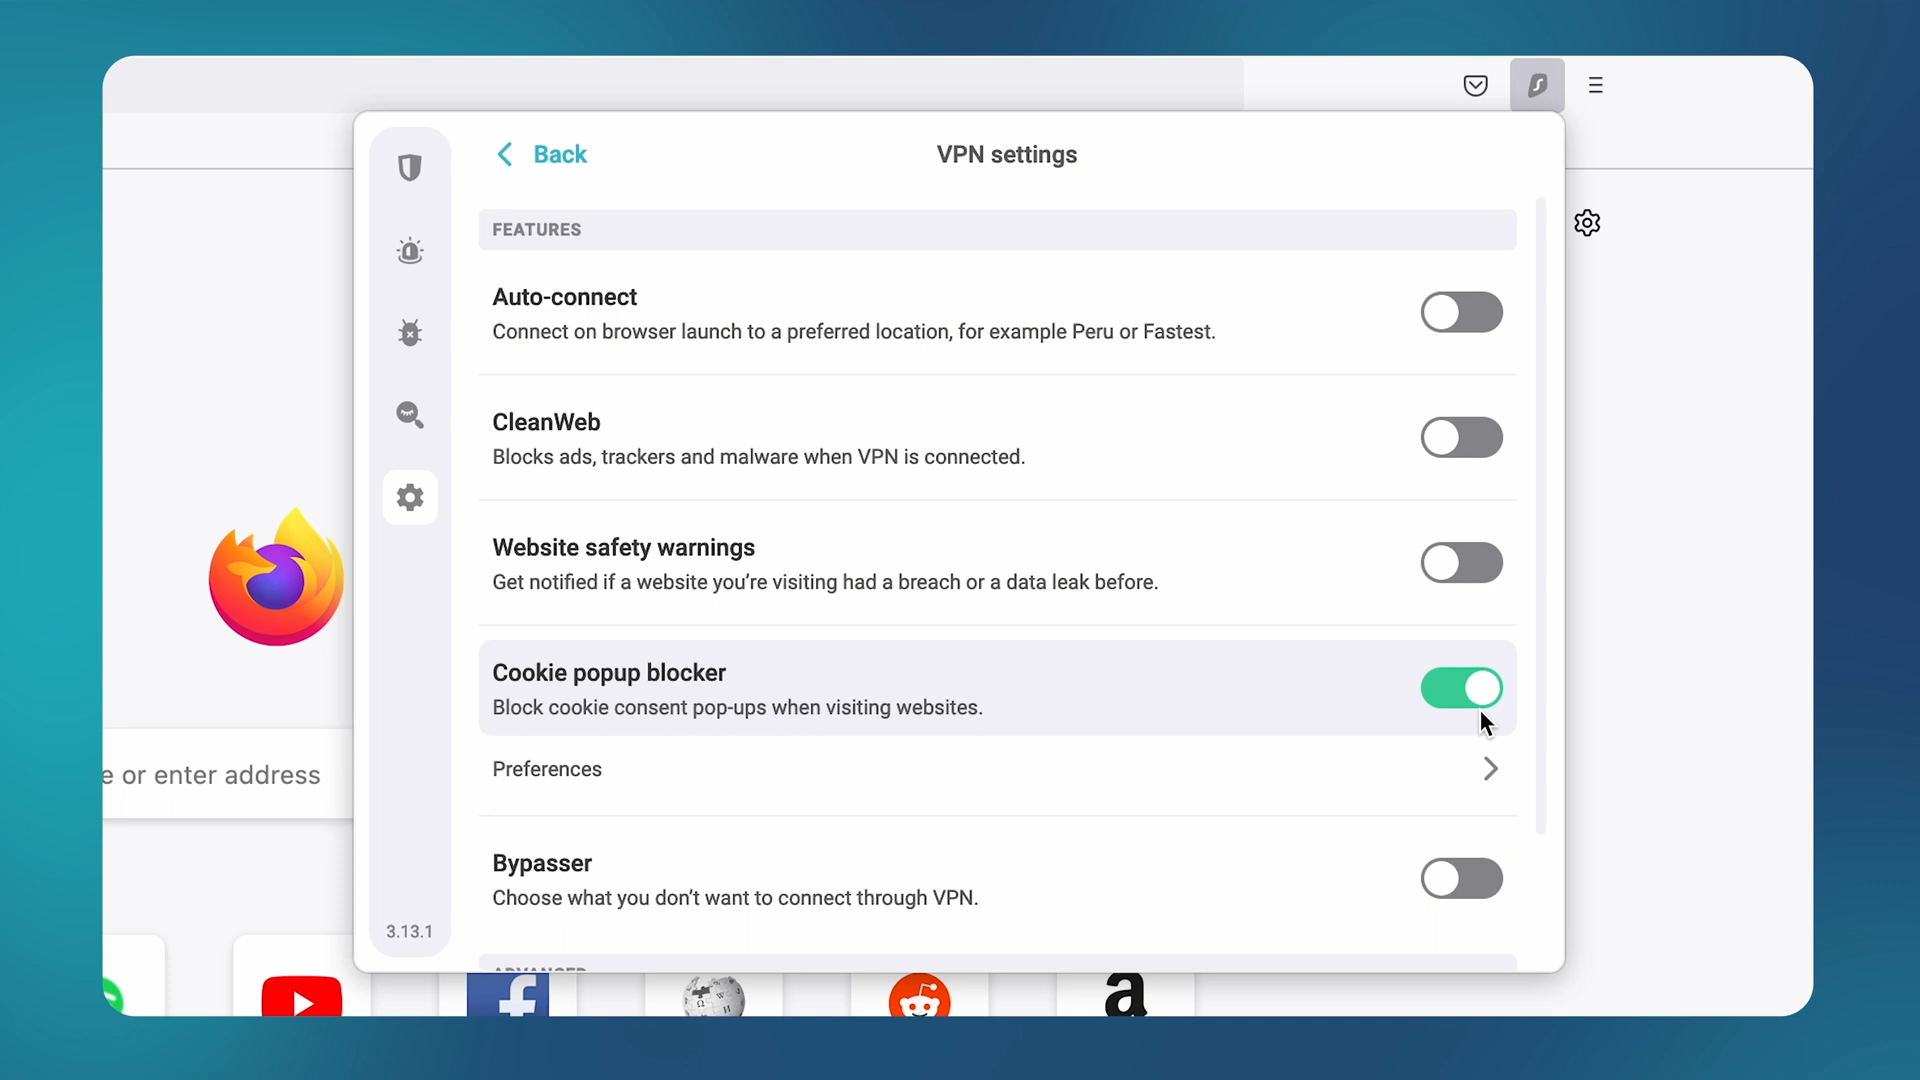 Back
VPN settings
FEATURES
Auto-connect
Connect on browser launch to a preferred location, for example Peru or Fastest.
CleanWeb
Blocks ads, trackers and malware when VPN is connected.
Website safety warnings
Get notified if a website you’re visiting had a breach or a data leak before.
Cookie popup blocker
Block cookie consent pop-ups when visiting websites.
e or enter address
Preferences
Bypasser
Choose what you don’t want to connect through VPN.
3.13.1
ADVANCED